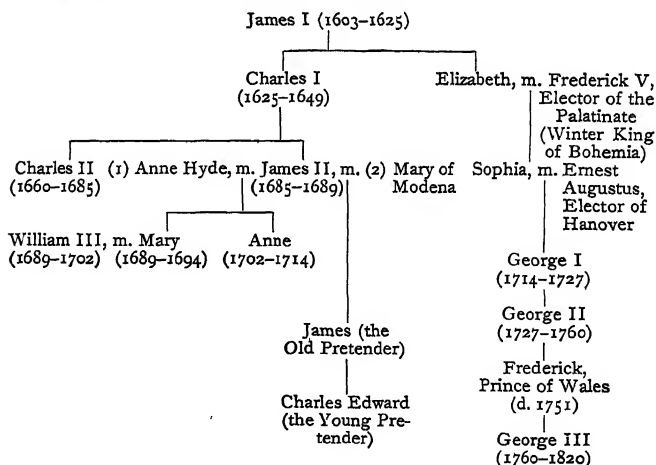 James I (1603–1625)
Charles I
(1625–1649)
Elizabeth, m. Frederick V,
Elector of the
Palatinate
(Winter King
of Bohemia)
Charles II
(1660–1685)
(1) Anne Hyde, m. James II, m. (2) Mary of
(1685–1689) Modena
Sophia, m. Ernest
Augustus,
Elector of
Hanover
William III, m. Mary
(1689–1702) (1689–1694)
Anne
(1702–1714)
George I
(1714–1727)
George II
(1727–1760)
James (the
Old Pretender)
Frederick,
Prince of Wales
(d. 1751)
Charles Edward
(the Young Pre-
tender)
George III
(1760–1820)